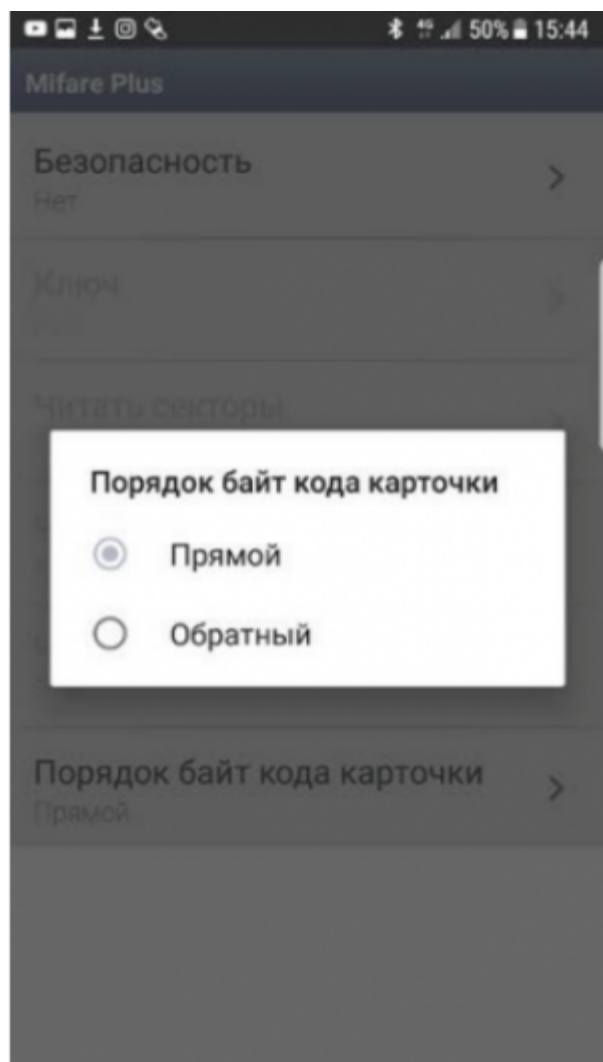 4G 50% 15:44
Mifare Plus
Безопасность
Нет
Ключ
Читать секторы
Порядок байт кода карточки
Прямой
Обратный
Порядок байт кода карточки
Прямой